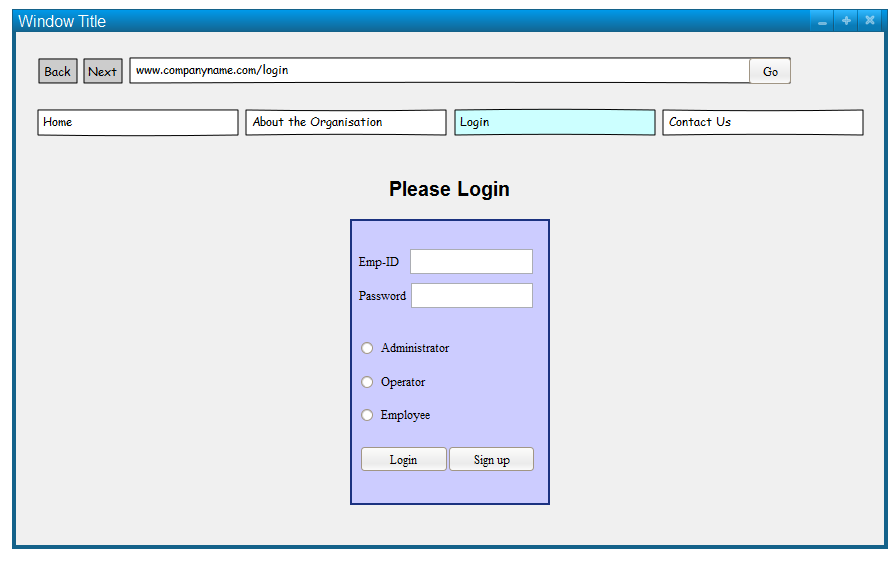 Window Title
Back Next www.companyname.com/login Go
Home About the Organisation Login Contact Us
Please Login
Emp-ID
Password
Administrator
Operator
Employee
Login Sign up